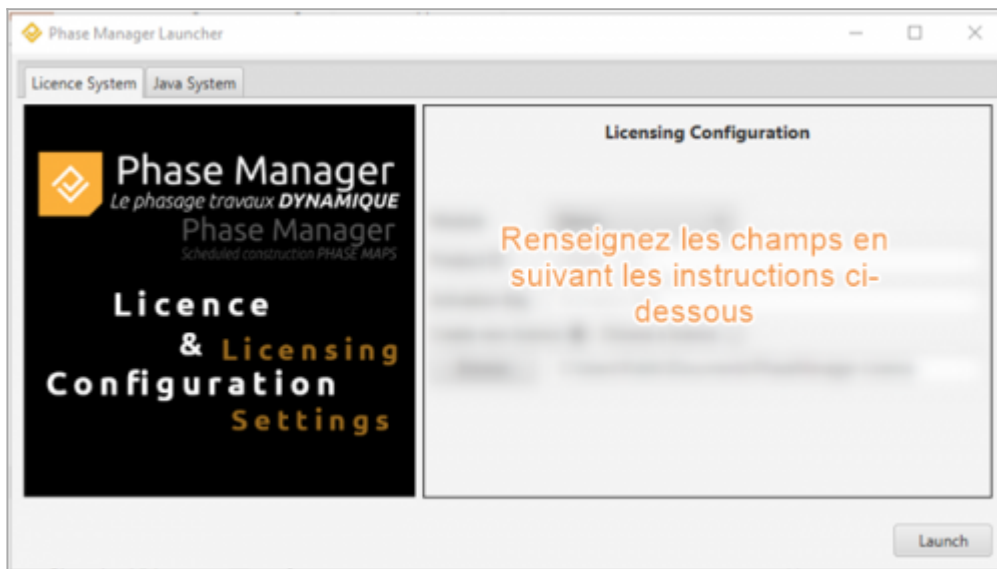 Phase Manager Launcher
Licence System Java System
Phase Manager
Le phasage travaux DYNAMIQUE
Phase Manager
Scheduled construction PHASE MAPS
Licence
& Licensing
Configuration
Settings
Licensing Configuration
Renseignez les champs en
suivant les instructions ci-
dessous
Launch